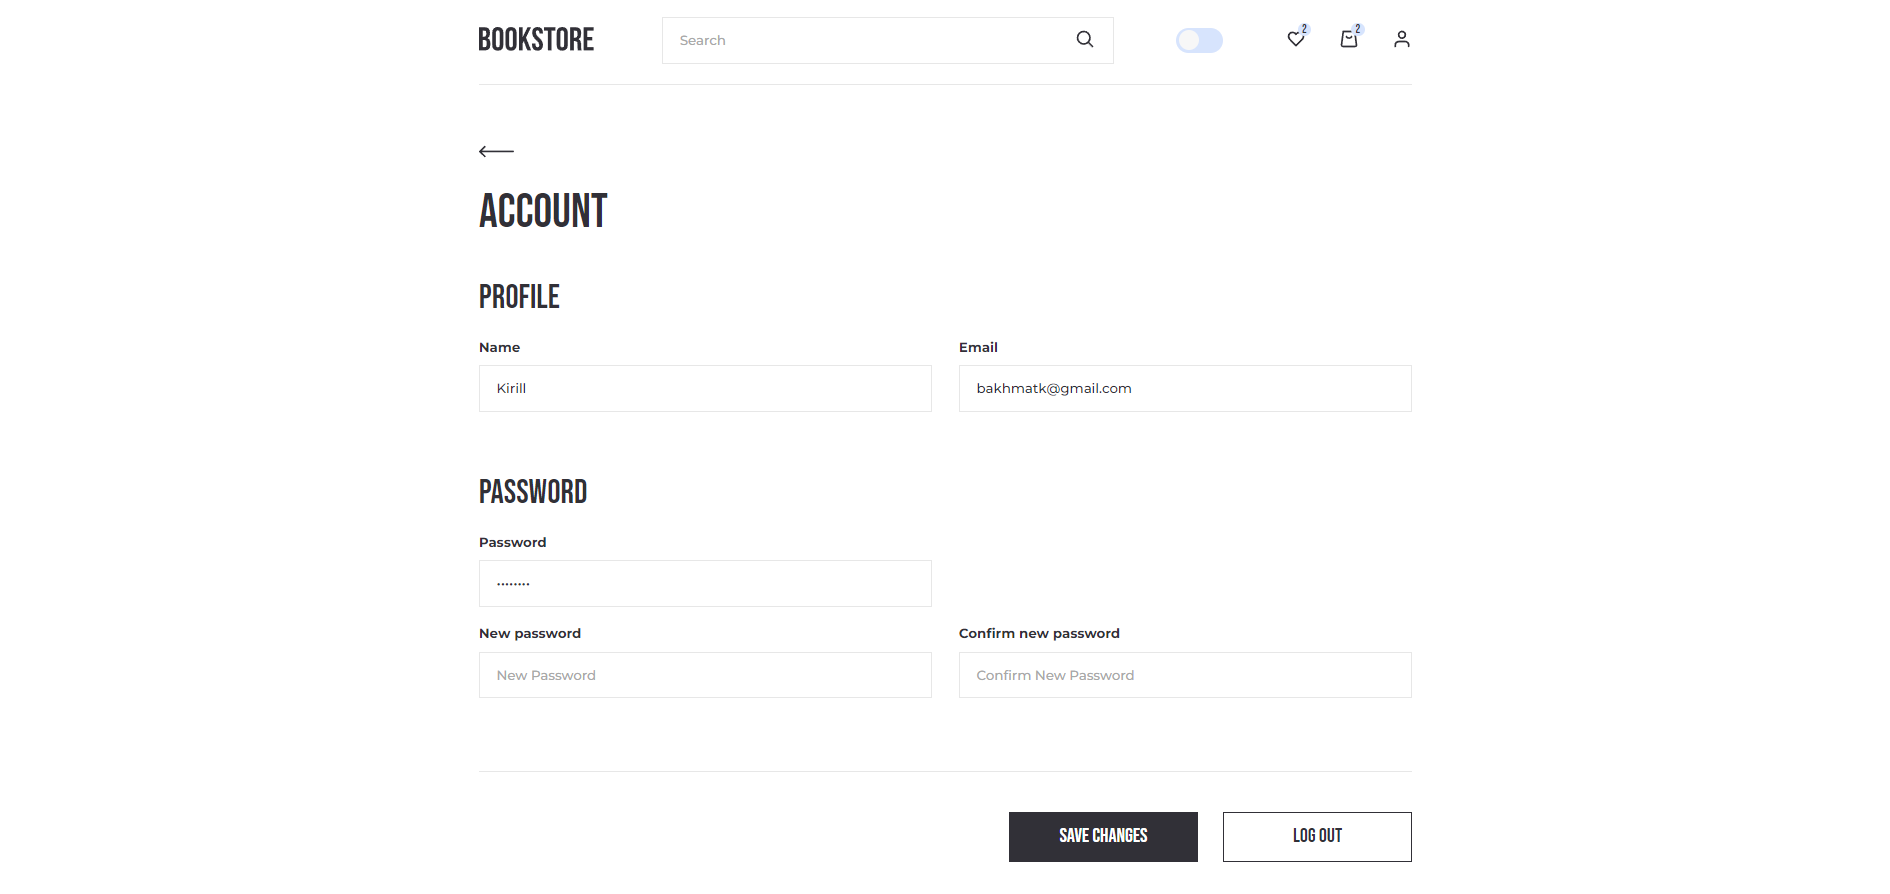 BOOKSTORE
Search
2
2
ACCOUNT
PROFILE
Name
Email
Kirill
bakhmatk@gmail.com
PASSWORD
Password
........
New password
Confirm new password
New Password
Confirm New Password
SAVE CHANGES
LOG OUT